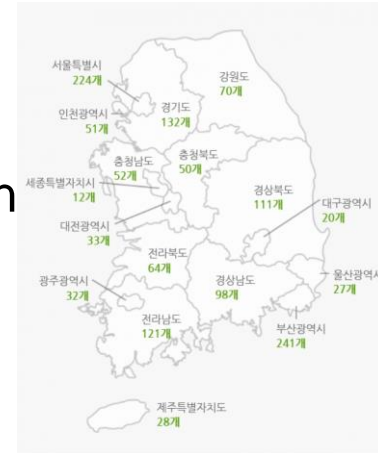 서울특별시
224개
강원도
70개
인천광역시
51개
경기도
132개
충청남도
52개
충청북도
50개
세종특별자치시
12개
n
경상북도
111개
대구광역시
20개
대전광역시
33개
전라북도
64개
경상남도
98개
울산광역시
27개
광주광역시
32개
전라남도
121개
부산광역시
241개
제주특별자치도
28개